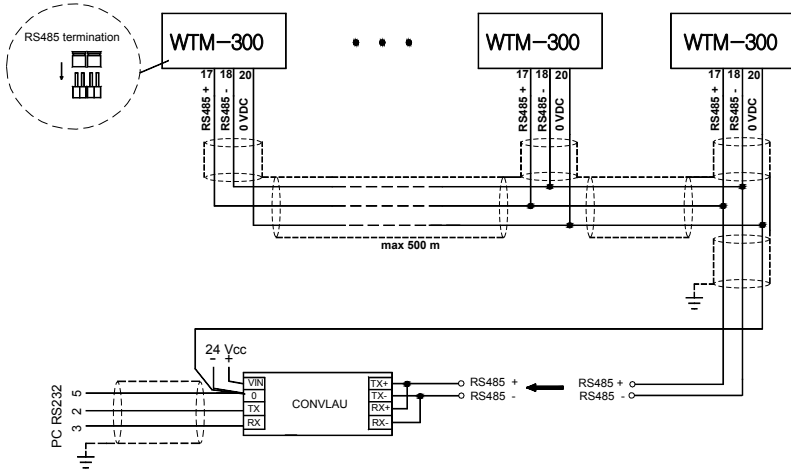 RS485 termination
WTM-300
WTM-300
WTM-300
17 18 20
RS485 +
RS485 -
0 VDC
17 18 20
RS485 +
RS485 -
0 VDC
17 18 20
RS485 +
RS485 -
0 VDC
max 500 m
24 Vcc
- +
PC RS232
5
2
3
VIN
0
TX
RX
CONVLAU
TX+
TX-
RX+
RX-
RS485 +
RS485 -
RS485 +
RS485 -